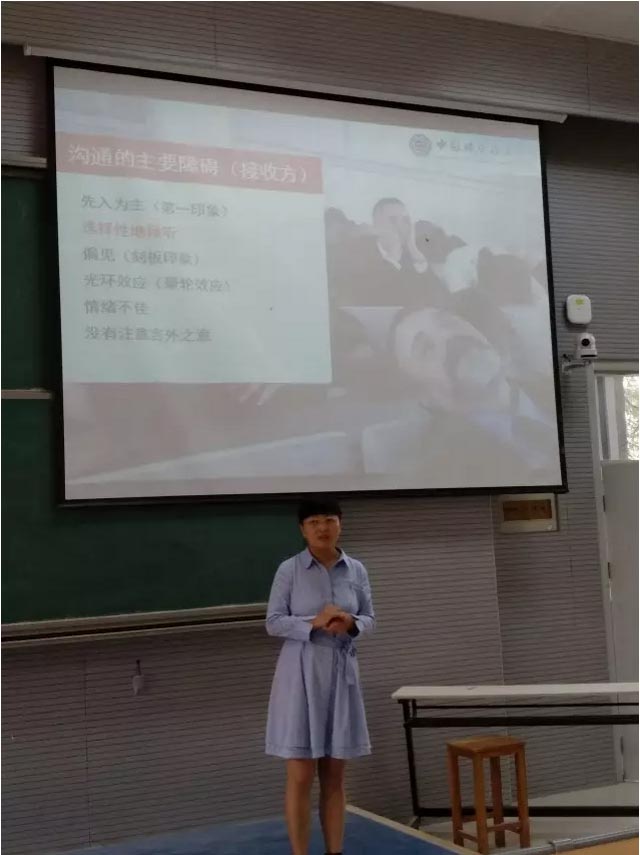 沟通的主要障碍（接收方）
先入为主（第一印象）
选择性地倾听
偏见（刻板印象）
光环效应（晕轮效应）
情绪不佳
没有注意言外之意